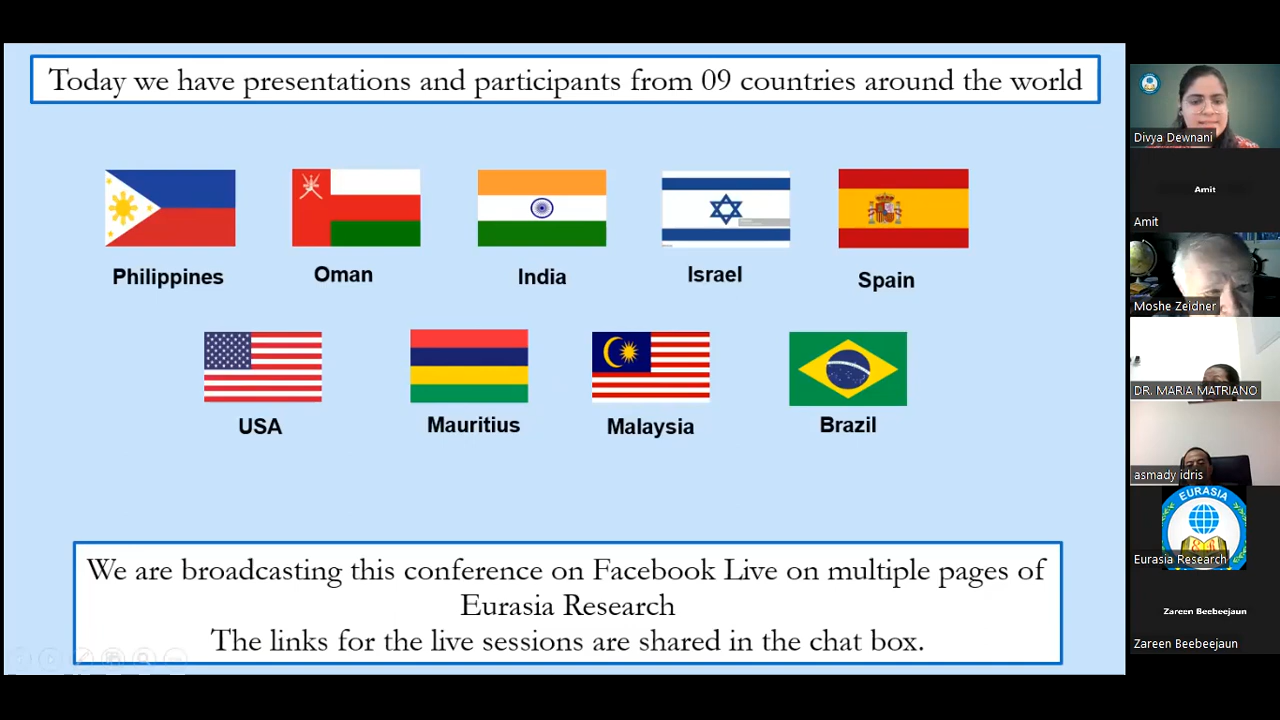 Today we have presentations and participants from 09 countries around the world
Philippines
Oman
India
Israel
Spain
USA
Mauritius
Malaysia
Brazil
We are broadcasting this conference on Facebook Live on multiple pages of
Eurasia Research
The links for the live sessions are shared in the chat box.
Divya Dewnani
Amit
Amit
Moshe Zeidner
DR. MARIA MATRIANO
asmady idris
EURASIA
Eurasia Research
Zareen Beebeejaun
Zareen Beebeejaun